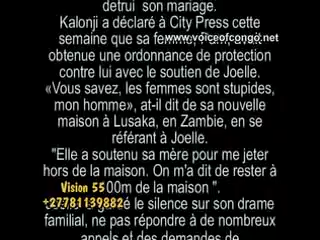 détrui son mariage.
Kalonji a déclaré à City Press cette
semaine que sa femme,
www.voiceofcongo.net
obtenue une ordonnance de protection
contre lui avec le soutien de Joelle.
«Vous savez, les femmes sont stupides,
mon homme», at-il dit de sa nouvelle
maison à Lusaka, en Zambie, en se
référant à Joelle.
"Elle a soutenu sa mère pour me jeter
hors de la maison. On m'a dit de rester à
Vision 55 00m de la maison ".
+27781139882 é le silence sur son drame
familial, ne pas répondre à de nombreux
appels et des demandes de